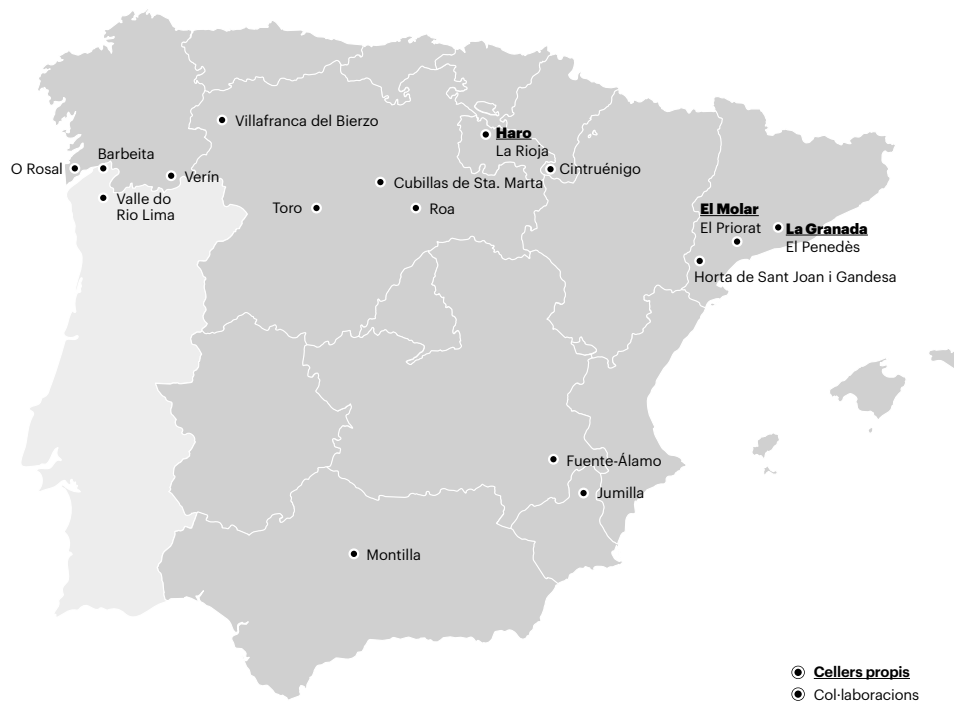 Villafranca del Bierzo
Haro
La Rioja
Barbeita
O Rosal
Verín
Cintruénigo
Cubillas de Sta. Marta
Valle do
Rio Lima
Toro
Roa
El Molar
El Priorat
La Granada
El Penedès
Horta de Sant Joan i Gandesa
Fuente-Álamo
Jumilla
Montilla
Cellers propis
Col·laboracions